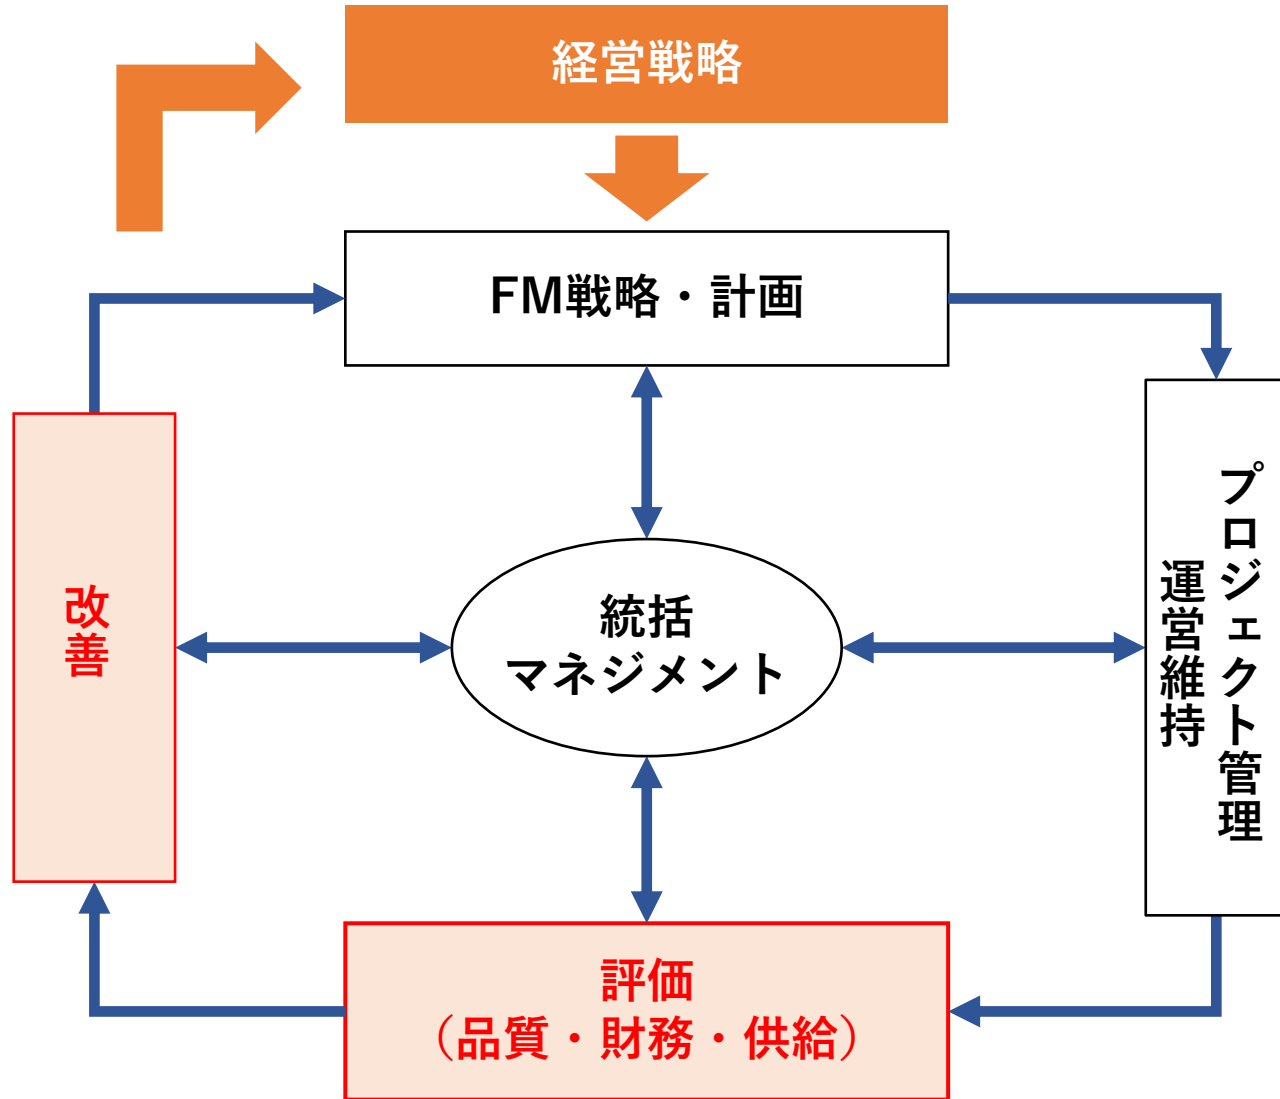 経営戦略
FM戦略・計画
プロジェクト管理
運営維持
改善
統括
マネジメント
評価
（品質・財務・供給）